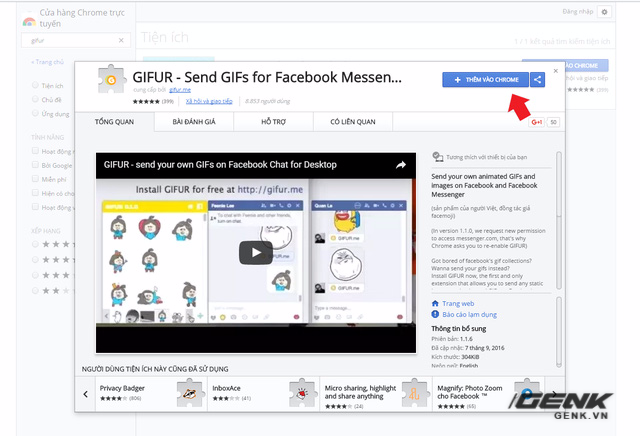 Cửa hàng Chrome trực
tuyến
Đăng nhập
gifur
Tiện ích
1 / 1 kết quả tìm kiếm tiện ích
« Trang chủ
Tiện ích
Chủ đề
Ứng dụng
TÍNH NĂNG
Hoạt động
Bởi Google
Miễn phí
Hiện có cho
Hoạt động v
XẾP HẠNG
GIFUR - Send GIFs for Facebook Messen...
cung cấp bởi gifur.me
(399) Xã hội và giao tiếp 8.853 người dùng
+ THÊM VÀO CHROME
TỔNG QUAN BÀI ĐÁNH GIÁ HỖ TRỢ CÓ LIÊN QUAN
G+1 50
GIFUR - send your own GIFs on Facebook Chat for Desktop
Install GIFUR for free at http://gifur.me
GIFUR.me
Type a message...
Tương thích với thiết bị của bạn
Send your own animated GIFs and
images on Facebook and Facebook
Messenger
(sản phẩm của người Việt, đồng tác giả
facemoji)
(In version 1.1.0, we request new permission
to access messenger.com, that's why
Chrome asks you to re-enable GIFUR)
Got bored of facebook's gif collections?
Wanna send your gifs instead?
Install GIFUR now, the first and only
extension that allows you to send any static
Trang web
Báo cáo lạm dụng
Thông tin bổ sung
Phiên bản: 1.1.6
Đã cập nhật: 7 tháng 9, 2016
Kích thước: 304KiB
Ngôn ngữ: English
NGƯỜI DÙNG TIỆN ÍCH NÀY CŨNG ĐÃ SỬ DỤNG
Privacy Badger
(806)
InboxAce
(41)
Micro sharing, highlight
and share anything
(24)
Magnify: Photo Zoom
cho Facebook ™
(68)
GENK
GENK.VN